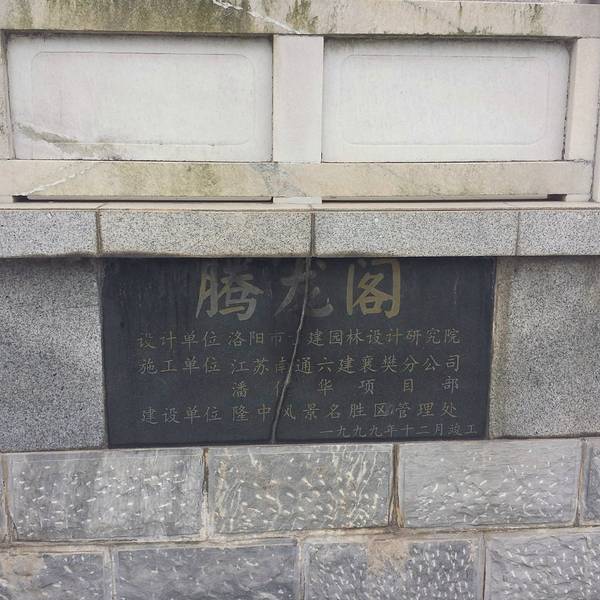 腾龙阁
设计单位 洛阳市古建园林设计研究院
施工单位 江苏南通六建襄樊分公司
潘 华项目部
建设单位 隆中风景名胜区管理处
一九九九年十二月竣工